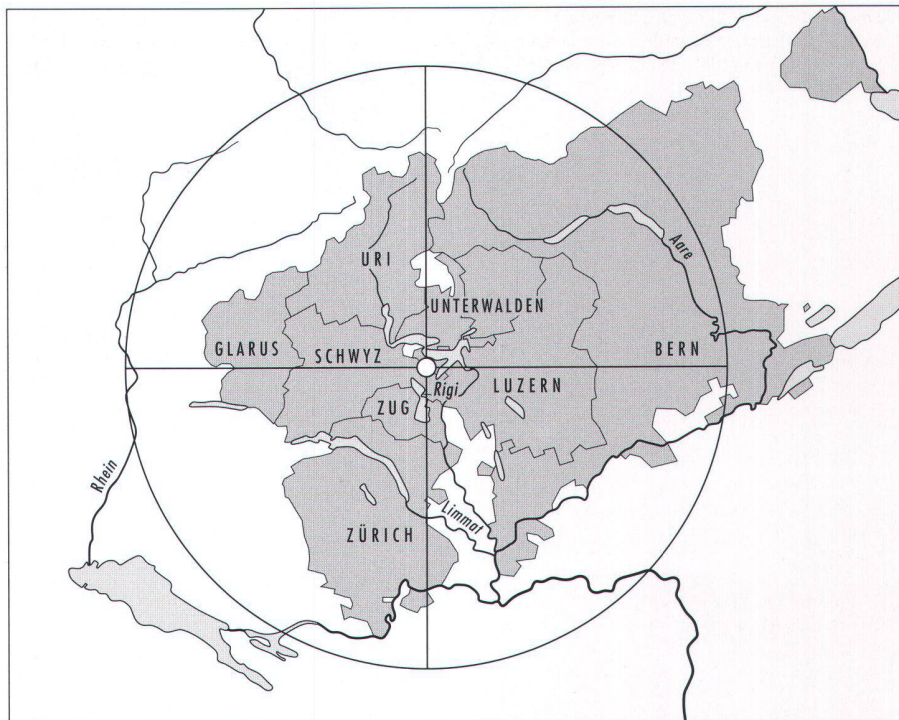 URI
UNTERWALDEN
Aare
GLARUS
SCHWYZ
BERN
Rigi
LUZERN
ZUG
Rhein
Limmat
ZÜRICH